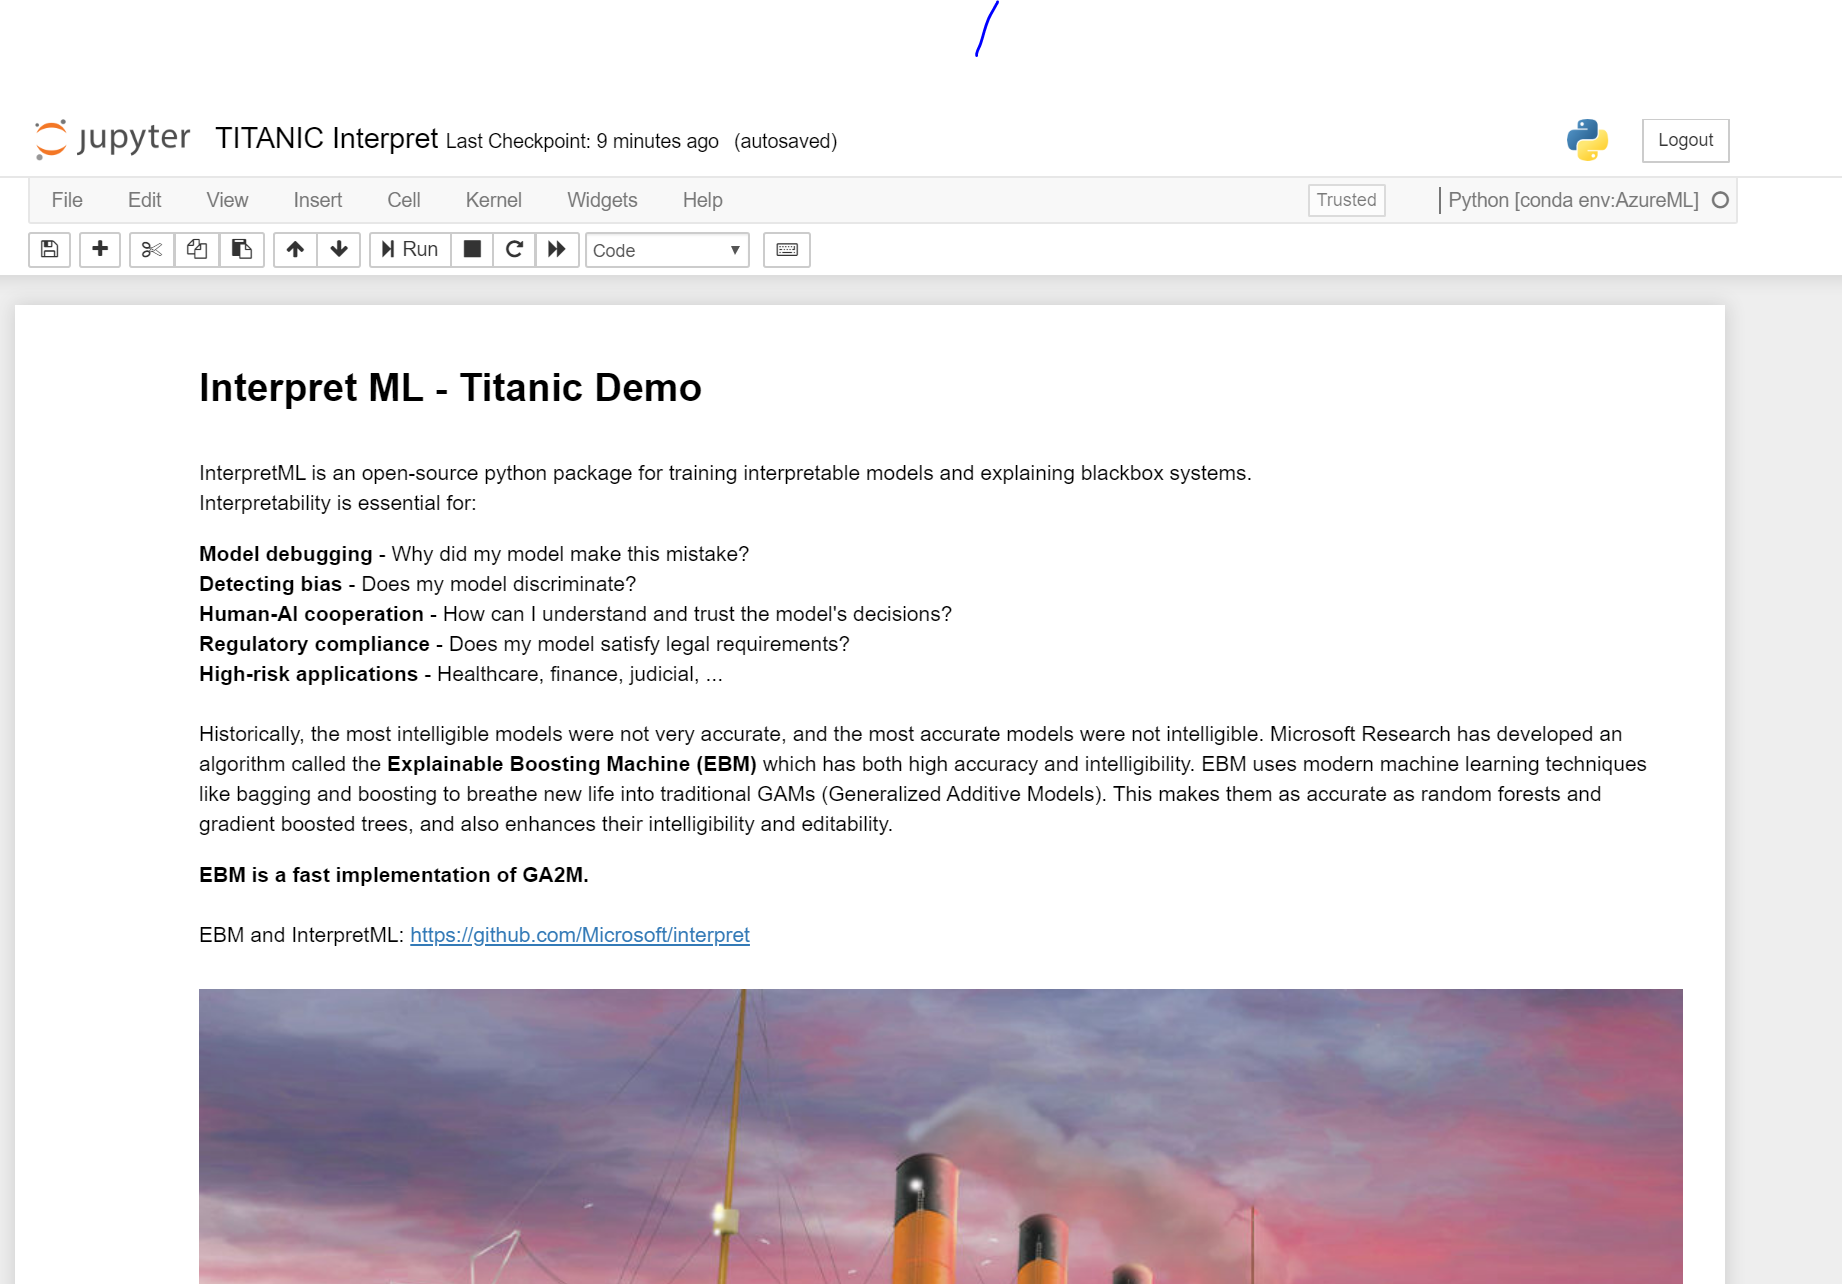 jupyter TITANIC Interpret Last Checkpoint: 9 minutes ago (autosaved)
Logout
File Edit View Insert Cell Kernel Widgets Help
Trusted
Python [conda env:AzureML]
Run
Code
Interpret ML - Titanic Demo
InterpretML is an open-source python package for training interpretable models and explaining blackbox systems.
Interpretability is essential for:
Model debugging - Why did my model make this mistake?
Detecting bias - Does my model discriminate?
Human-AI cooperation - How can I understand and trust the model's decisions?
Regulatory compliance - Does my model satisfy legal requirements?
High-risk applications - Healthcare, finance, judicial, ...
Historically, the most intelligible models were not very accurate, and the most accurate models were not intelligible. Microsoft Research has developed an
algorithm called the Explainable Boosting Machine (EBM) which has both high accuracy and intelligibility. EBM uses modern machine learning techniques
like bagging and boosting to breathe new life into traditional GAMs (Generalized Additive Models). This makes them as accurate as random forests and
gradient boosted trees, and also enhances their intelligibility and editability.
EBM is a fast implementation of GA2M.
EBM and InterpretML: https://github.com/Microsoft/interpret